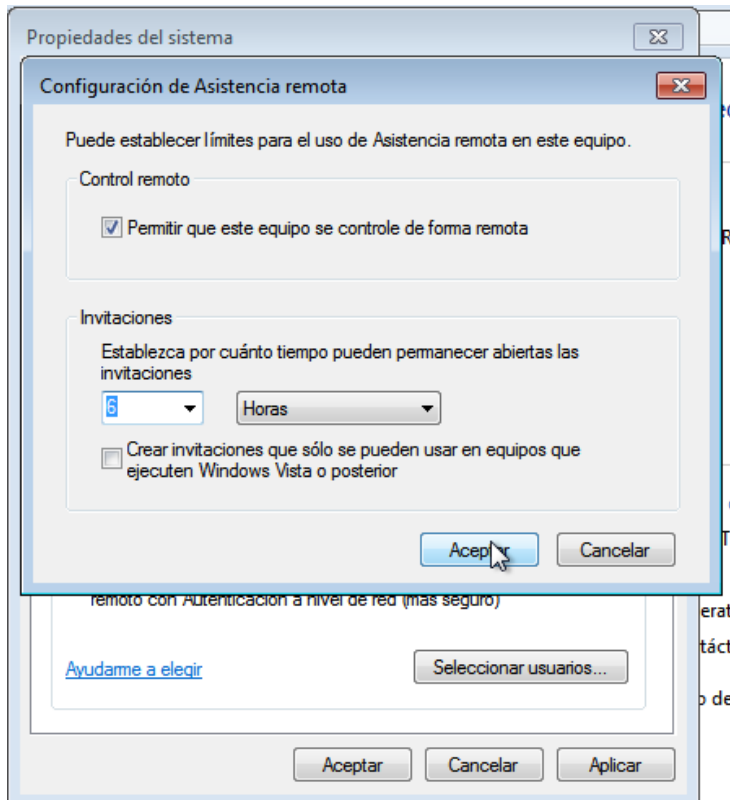 Propiedades del sistema
Configuración de Asistencia remota
Puede establecer límites para el uso de Asistencia remota en este equipo.
Control remoto
Permitir que este equipo se controle de forma remota
Invitaciones
Establezca por cuánto tiempo pueden permanecer abiertas las
invitaciones
6 Horas
Crear invitaciones que sólo se pueden usar en equipos que
ejecuten Windows Vista o posterior
Aceptar Cancelar
remoto con Autenticación a nivel de red (más seguro)
Ayudarme a elegir Seleccionar usuarios...
Aceptar Cancelar Aplicar